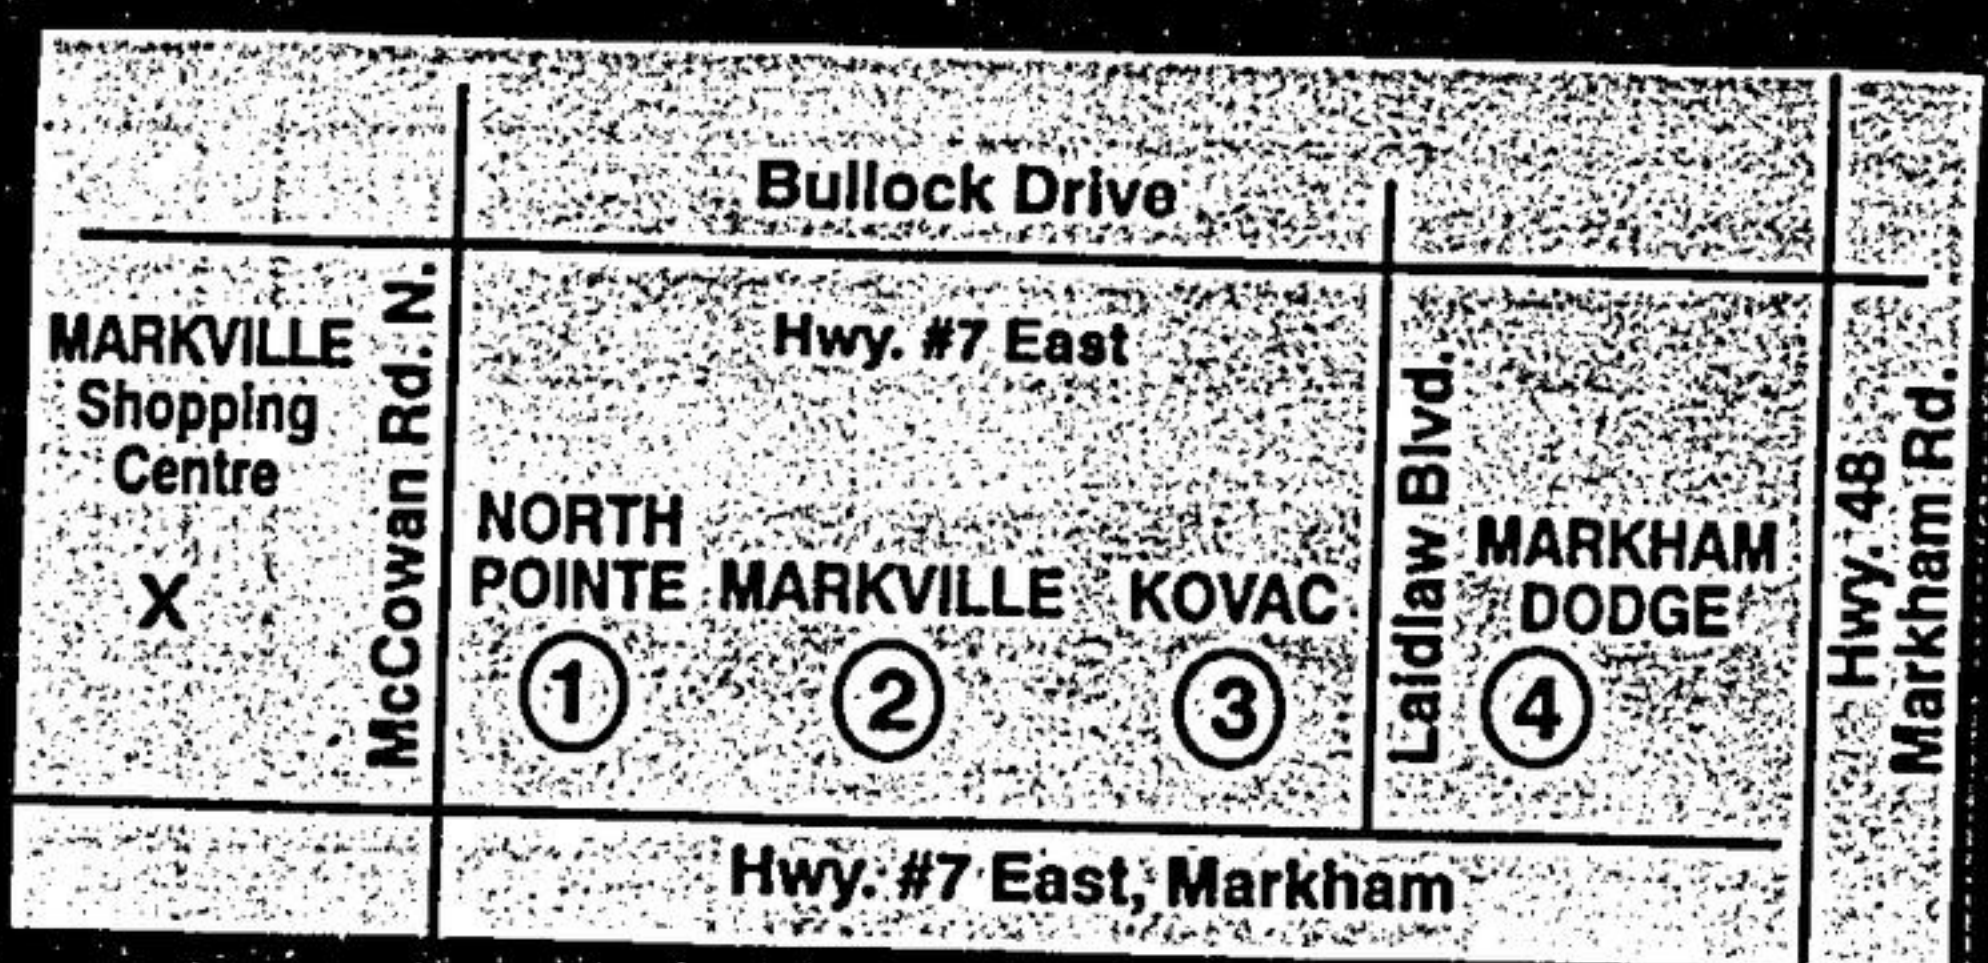 Bullock Drive
Hwy. #7 East
MARKVILLE
Shopping
Centre
X
McCowan Rd. N.
NORTH
POINTE
1
MARKVILLE
2
KOVAC
3
Laidlaw Blvd.
MARKHAM
DODGE
4
Hwy. 48
Markham Rd.
Hwy. #7 East, Markham